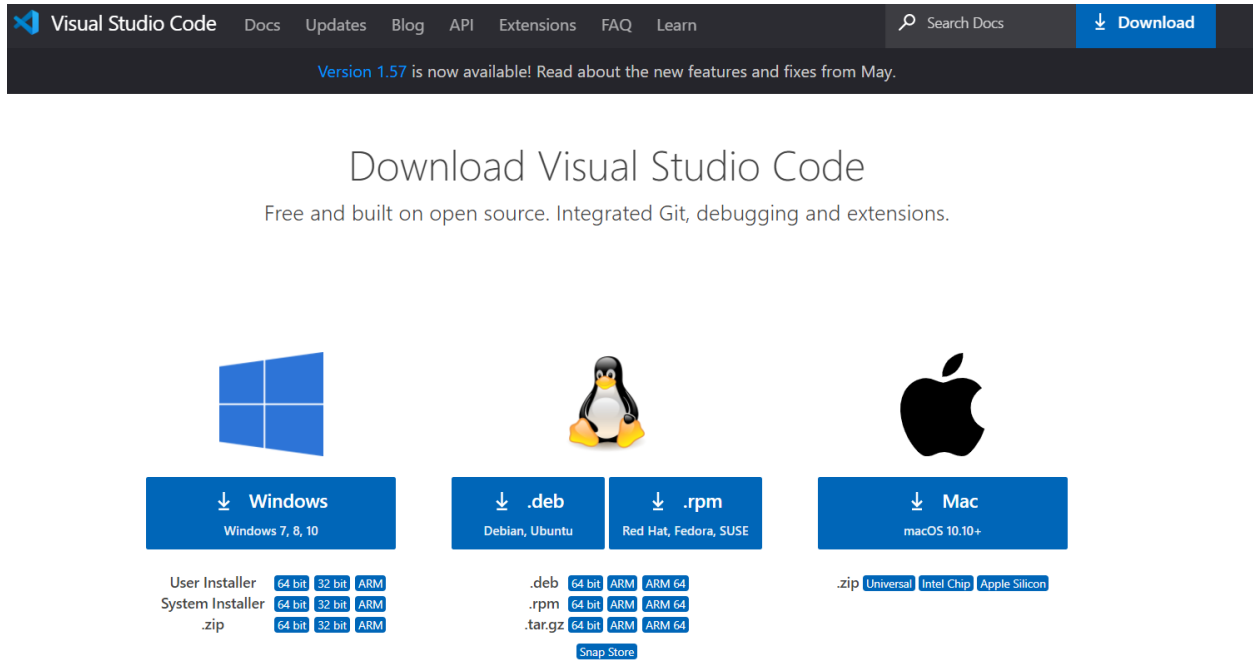 Visual Studio Code Docs Updates Blog API Extensions FAQ Learn Search Docs Download
Version 1.57 is now available! Read about the new features and fixes from May.
Download Visual Studio Code
Free and built on open source. Integrated Git, debugging and extensions.
Windows
Windows 7, 8, 10
User Installer 64 bit 32 bit ARM
System Installer 64 bit 32 bit ARM
.zip 64 bit 32 bit ARM
.deb
Debian, Ubuntu
.rpm
Red Hat, Fedora, SUSE
.deb 64 bit ARM ARM 64
.rpm 64 bit ARM ARM 64
.tar.gz 64 bit ARM ARM 64
Snap Store
Mac
macOS 10.10+
.zip Universal Intel Chip Apple Silicon